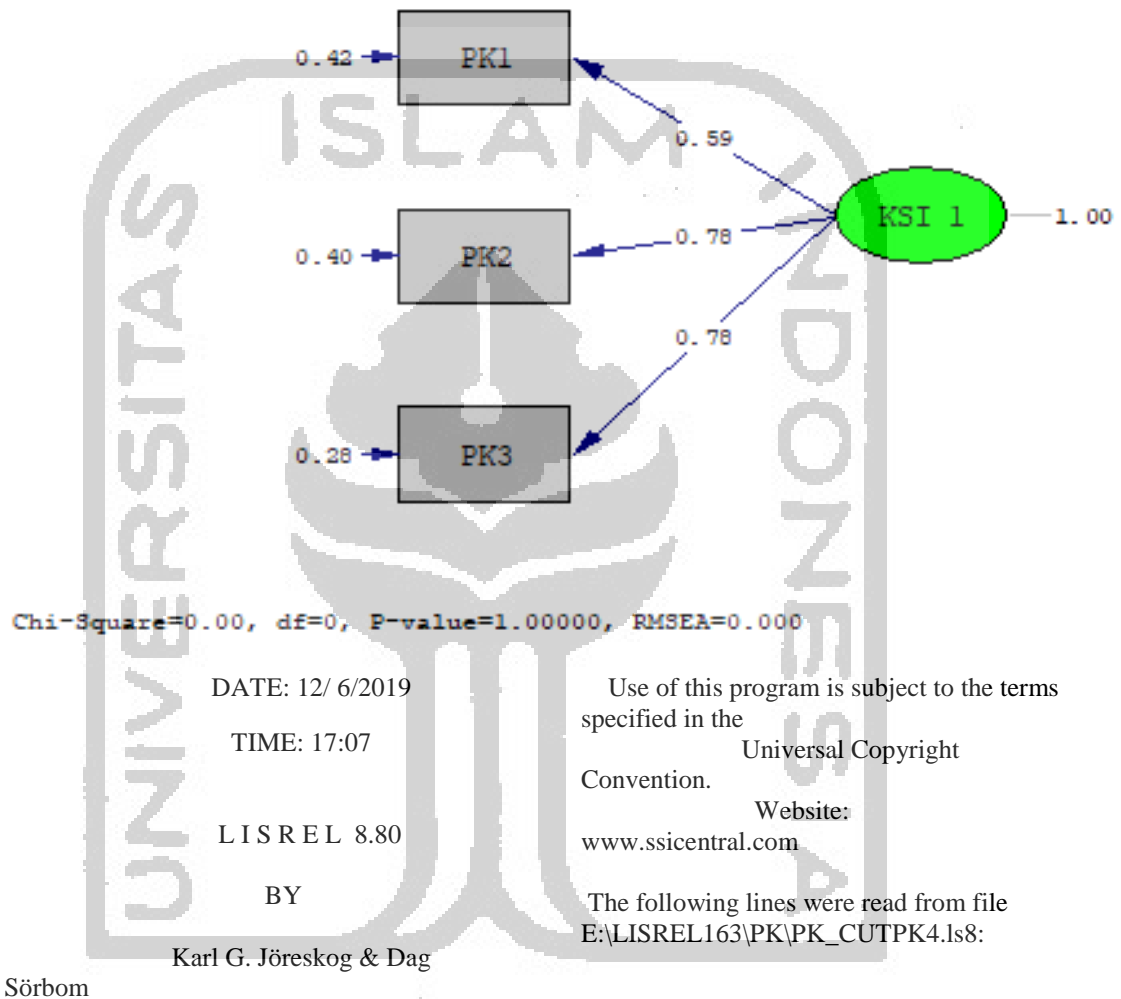 0.42
PK1
0.59
0.40
PK2
0.78
KSI 1
1.00
0.78
0.28
PK3
Chi-Square=0.00, df=0, P-value=1.00000, RMSEA=0.000
UNIVERSITAS
ISLAM
INDONESIA
DATE: 12/ 6/2019
TIME: 17:07
L I S R E L 8.80
BY
Karl G. Jöreskog & Dag
Sörbom
Use of this program is subject to the terms
specified in the
Universal Copyright
Convention.
Website:
www.ssicentral.com
The following lines were read from file
E:\LISREL163\PK\PK_CUTPK4.ls8: